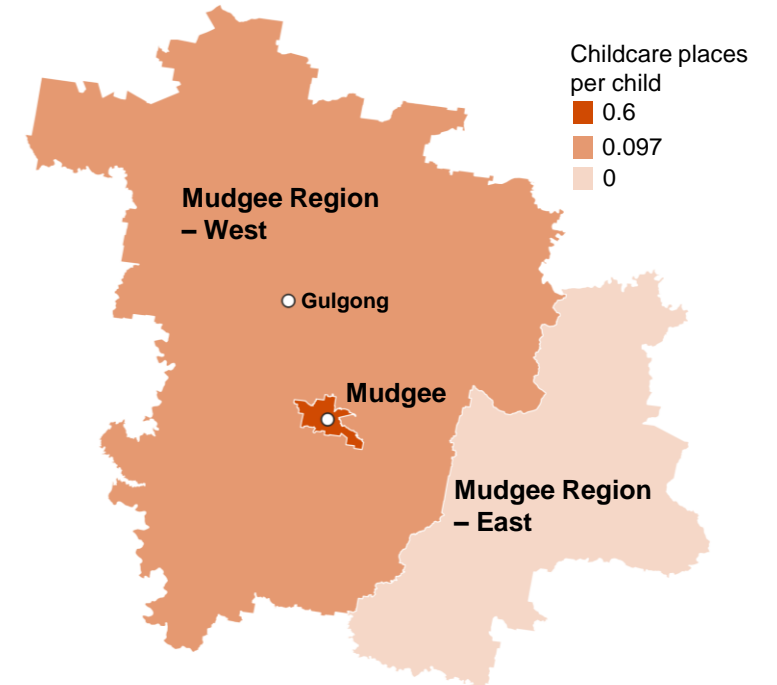 Childcare places
per child
0.6
0.097
0
Mudgee Region
– West
Gulgong
Mudgee
Mudgee Region
– East